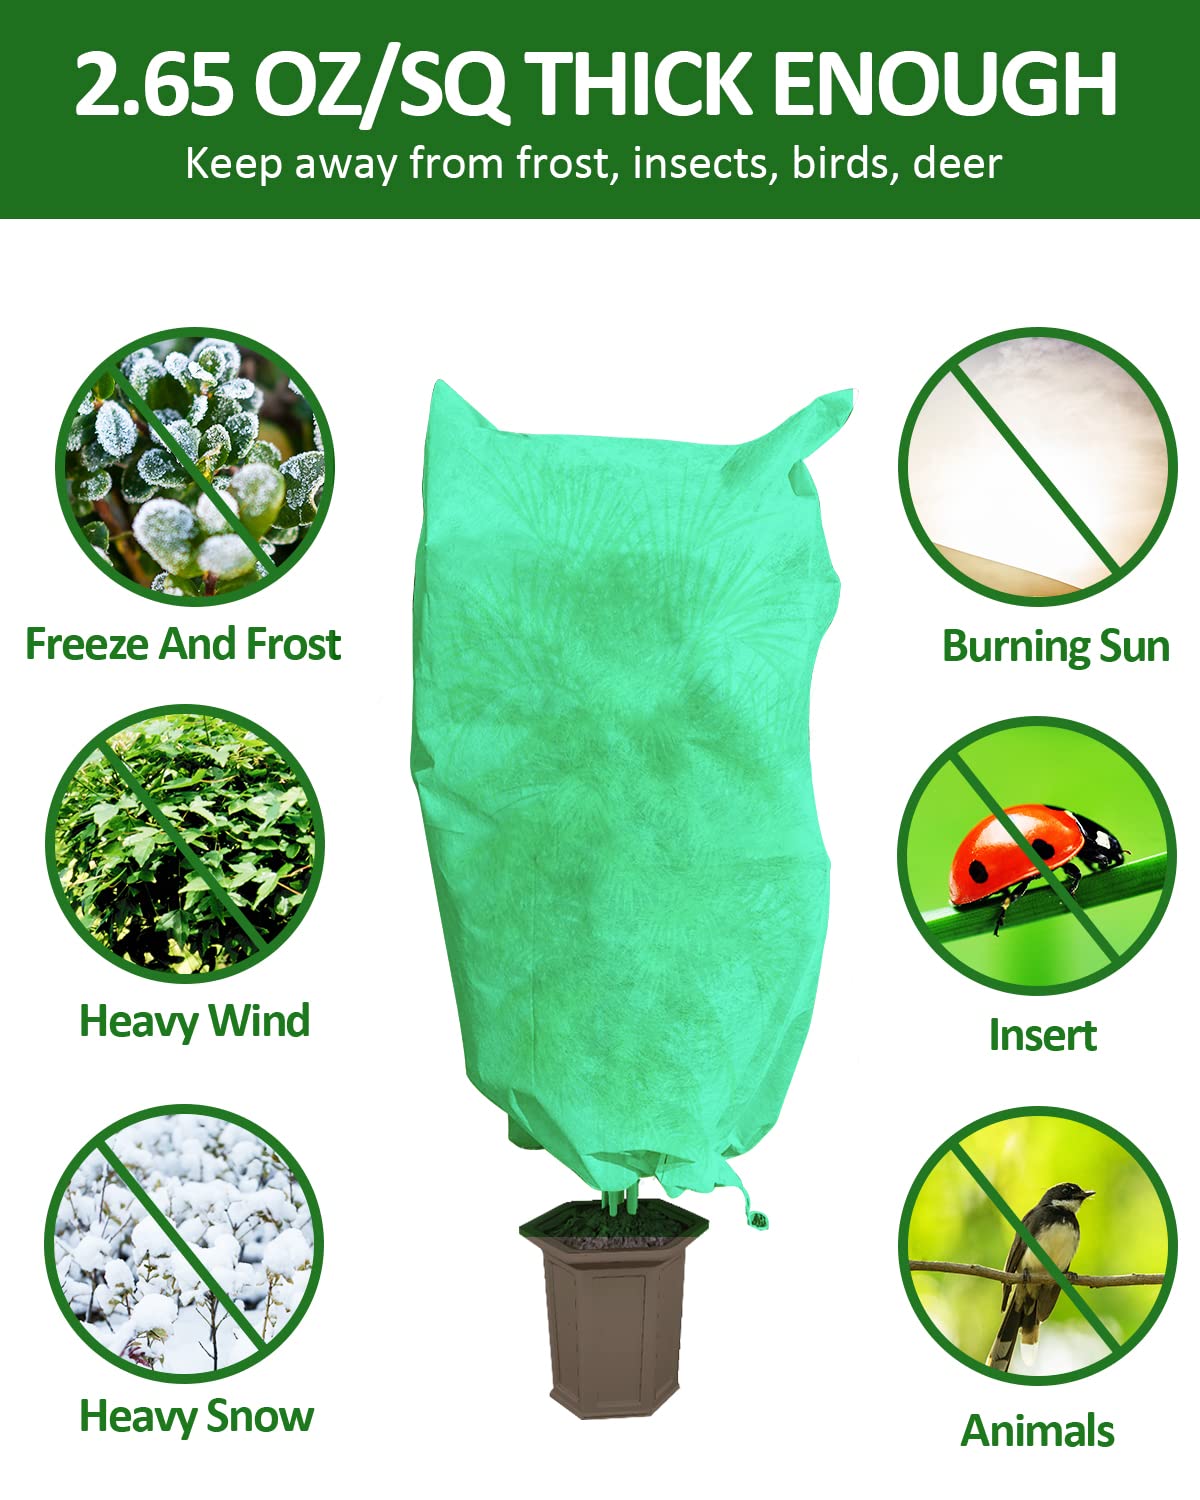 2.65 OZ/SQ THICK ENOUGH
Keep away from frost, insects, birds, deer
Freeze And Frost
Burning Sun
Heavy Wind
Insert
Heavy Snow
Animals